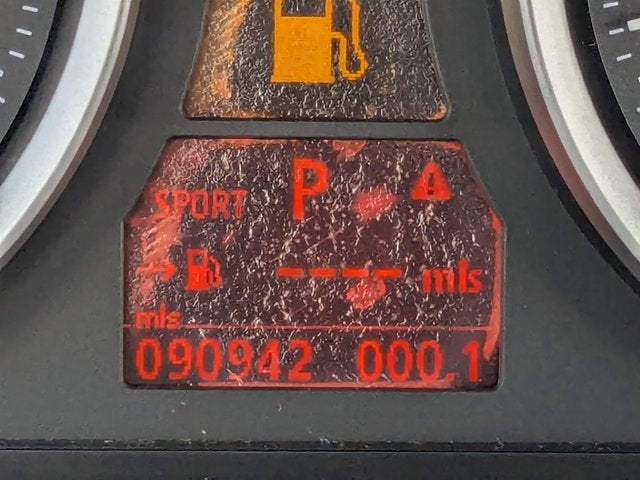 P
SPORT
---- mls
mls
090942 000.1